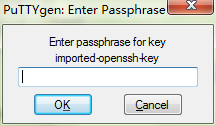 PuTTYgen: Enter Passphrase
Enter passphrase for key
imported-openssh-key
OK
Cancel